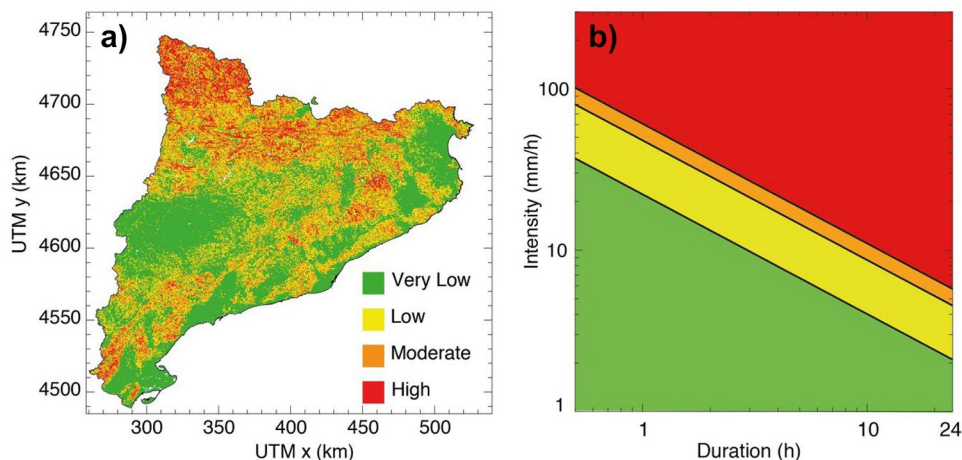 a)
UTM y (km)
4750
4700
4650
4600
4550
4500
300 350 400 450 500
UTM x (km)
Very Low
Low
Moderate
High
b)
Intensity (mm/h)
100
10
1
1 10 24
Duration (h)